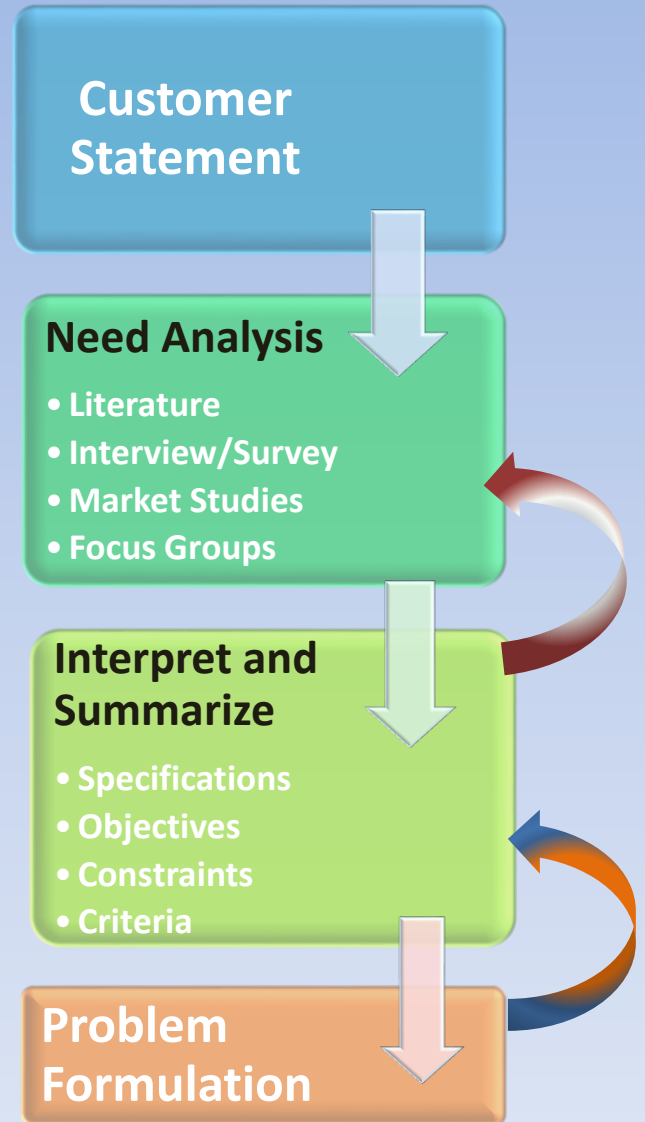 Customer
Statement
Need Analysis
• Literature
• Interview/Survey
• Market Studies
• Focus Groups
Interpret and
Summarize
• Specifications
• Objectives
• Constraints
• Criteria
Problem
Formulation